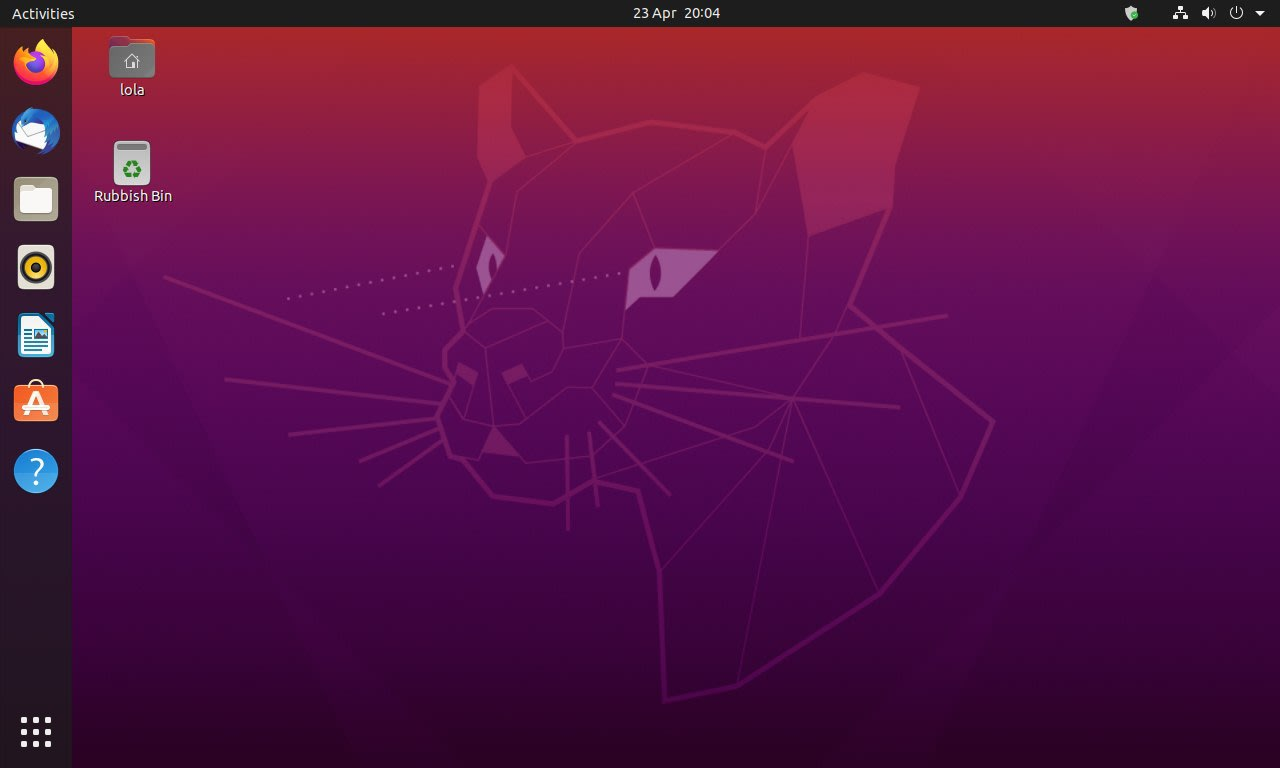 Activities
23 Apr 20:04
lola
Rubbish Bin